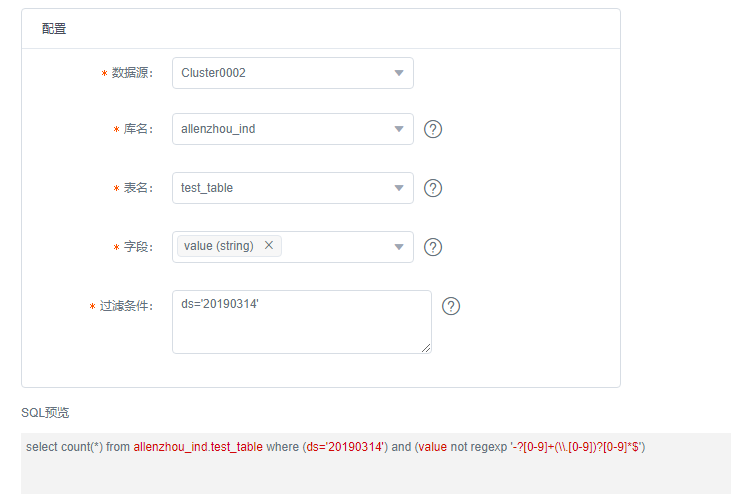 配置
* 数据源：
Cluster0002
* 库名：
allenzhou_ind
* 表名：
test_table
* 字段：
value (string) ×
* 过滤条件：
ds='20190314'
SQL预览
select count(*) from allenzhou_ind.test_table where (ds='20190314') and (value not regexp '-?[0-9]+(\\.[0-9])?[0-9]*$')